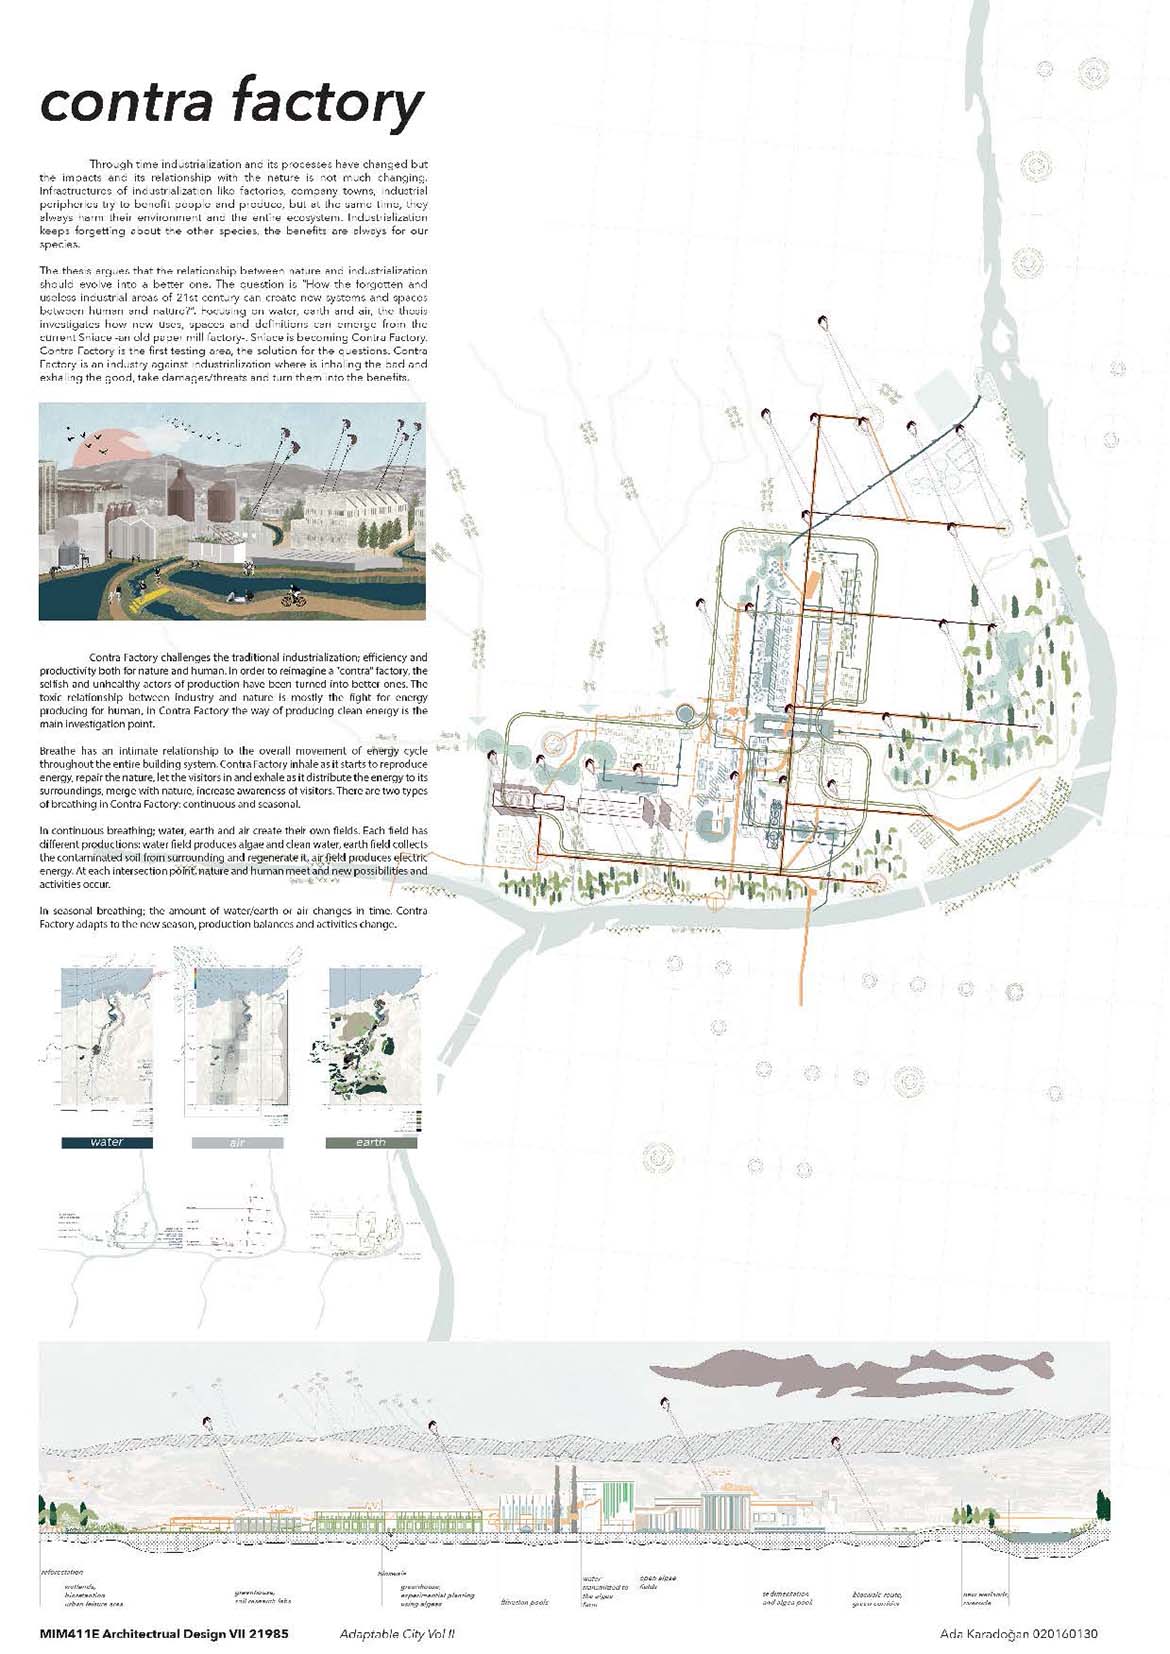 contra factory
Through time industrialization and its processes have changed but
the impacts and its relationship with the nature is not much changing.
Infrastructures of industrialization like factories, company towns, industrial
peripheries try to benefit people and produce, but at the same time, they
always harm their environment and the entire ecosystem. Industrialization
keeps forgetting about the other species, the benefits are always for our
species.
The thesis argues that the relationship between nature and industrialization
should evolve into a better one. The question is "How the forgotten and
useless industrial areas of 21st century can create new systems and spaces
between human and nature?". Focusing on water, earth and air, the thesis
investigates how new uses, spaces and definitions can emerge from the
current Sniace -an old paper mill factory-. Sniace is becoming Contra Factory.
Contra Factory is the first testing area, the solution for the questions. Contra
Factory is an industry against industrialization where is inhaling the bad and
exhaling the good, take damages/threats and turn them into the benefits.
Contra Factory challenges the traditional industrialization; efficiency and
productivity both for nature and human. In order to reimagine a "contra" factory, the
selfish and unhealthy actors of production have been turned into better ones. The
toxic relationship between industry and nature is mostly the fight for energy
producing for human, in Contra Factory the way of producing clean energy is the
main investigation point.
Breathe has an intimate relationship to the overall movement of energy cycle
throughout the entire building system. Contra Factory inhale as it starts to reproduce
energy, repair the nature, let the visitors in and exhale as it distribute the energy to its
surroundings, merge with nature, increase awareness of visitors. There are two types
of breathing in Contra Factory: continuous and seasonal.
In continuous breathing; water, earth and air create their own fields. Each field has
different productions: water field produces algae and clean water, earth field collects
the contaminated soil from surrounding and regenerate it, air field produces electric
energy. At each intersection point, nature and human meet and new possibilities and
activities occur.
In seasonal breathing; the amount of water/earth or air changes in time. Contra
Factory adapts to the new season, production balances and activities change.
water air earth
reforestation
wetlands,
bioretention
urban leisure area
greenhouse,
soil research labs
bioswale
greenhouse,
experimental planting
using algaes
filtration pools
water
transmitted to
the algae
farm
open algae
fields
sedimentation
and algea pool
bioswale route,
green corridor
new wetlands,
riverside
MIM411E Architectrual Design VII 21985 Adaptable City Vol II Ada Karadoğan 020160130